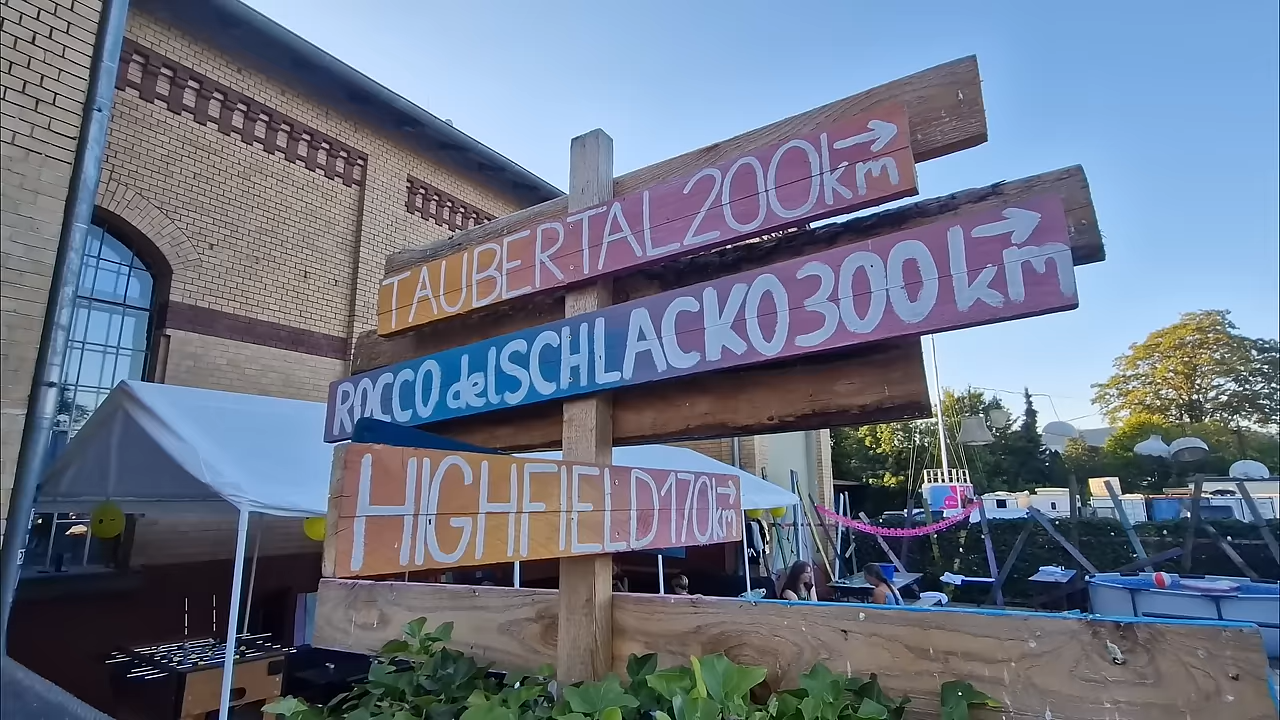 TAUBERTAL 200km →
ROCCO del SCHLACKO 300km →
HIGHFIELD 170km →